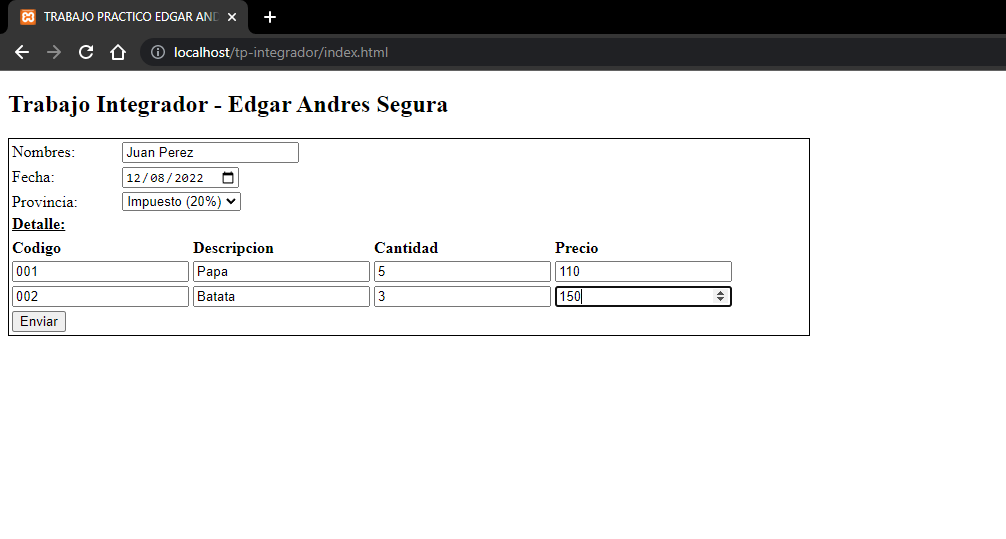 TRABAJO PRACTICO EDGAR AND
localhost/tp-integrador/index.html
Trabajo Integrador - Edgar Andres Segura
Nombres: Juan Perez
Fecha: 12/08/2022
Provincia: Impuesto (20%)
Detalle:
Codigo Descripcion Cantidad Precio
001 Papa 5 110
002 Batata 3 150
Enviar